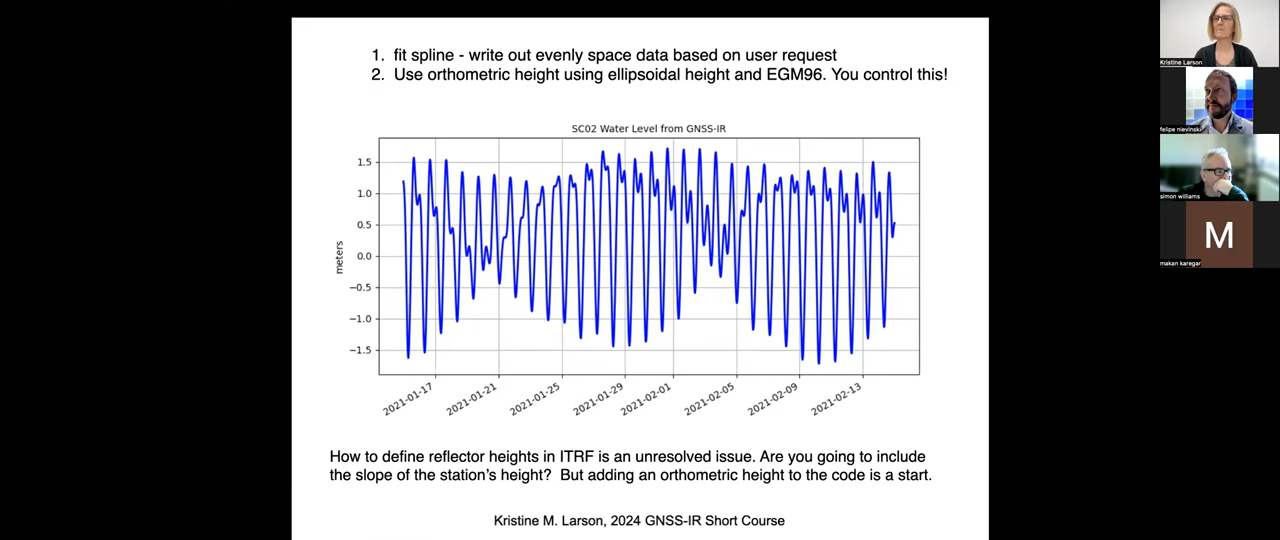 1. fit spline - write out evenly space data based on user request
2. Use orthometric height using ellipsoidal height and EGM96. You control this!
SC02 Water Level from GNSS-IR
meters
1.5
1.0
0.5
0.0
−0.5
−1.0
−1.5
2021-01-17
2021-01-21
2021-01-25
2021-01-29
2021-02-01
2021-02-05
2021-02-09
2021-02-13
How to define reflector heights in ITRF is an unresolved issue. Are you going to include
the slope of the station's height?  But adding an orthometric height to the code is a start.
Kristine M. Larson, 2024 GNSS-IR Short Course
Kristine Larson
felipe nievinski
simon williams
M
makan karegar